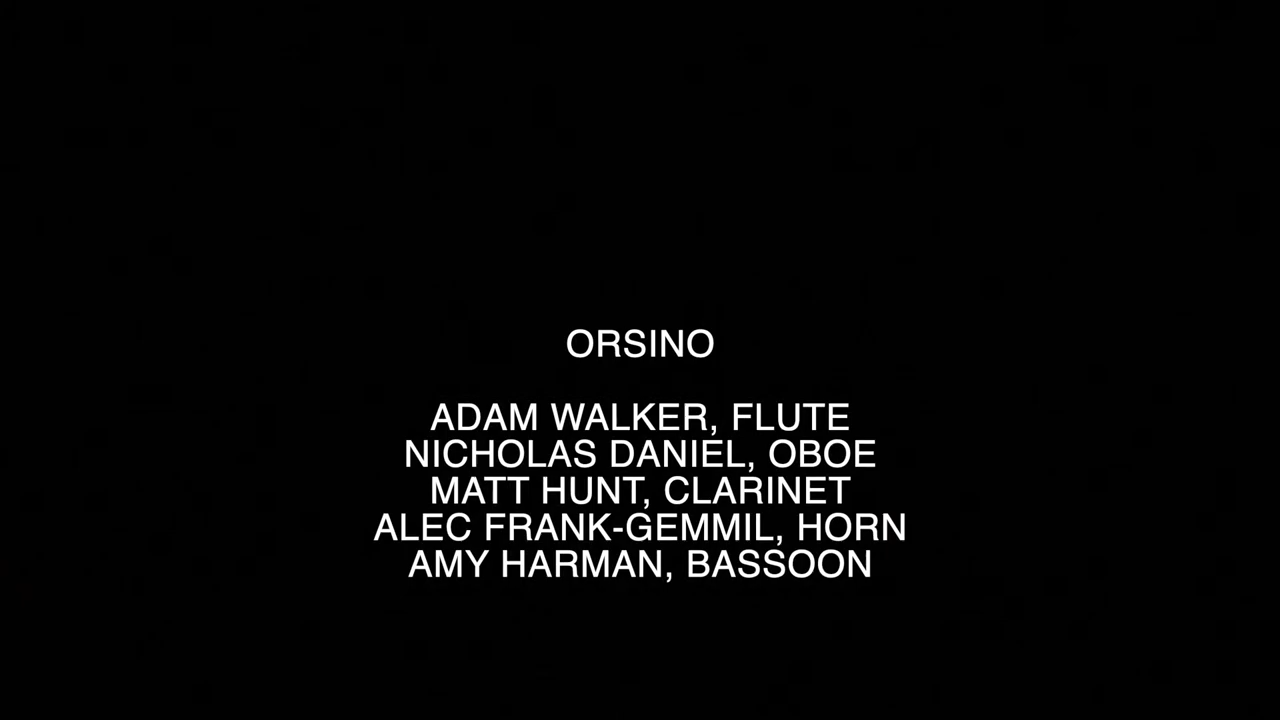 ORSINO
ADAM WALKER, FLUTE
NICHOLAS DANIEL, OBOE
MATT HUNT, CLARINET
ALEC FRANK-GEMMIL, HORN
AMY HARMAN, BASSOON